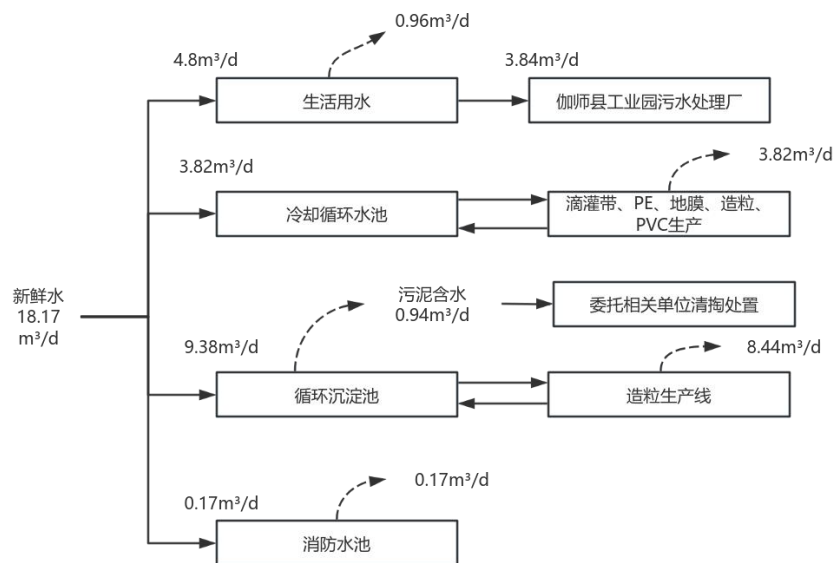 0.96m³/d
4.8m³/d
3.84m³/d
生活用水
伽师县工业园污水处理厂
3.82m³/d
3.82m³/d
冷却循环水池
滴灌带、PE、地膜、造粒、
PVC生产
新鲜水
18.17
m³/d
污泥含水
0.94m³/d
委托相关单位清掏处置
9.38m³/d
8.44m³/d
循环沉淀池
造粒生产线
0.17m³/d
0.17m³/d
消防水池